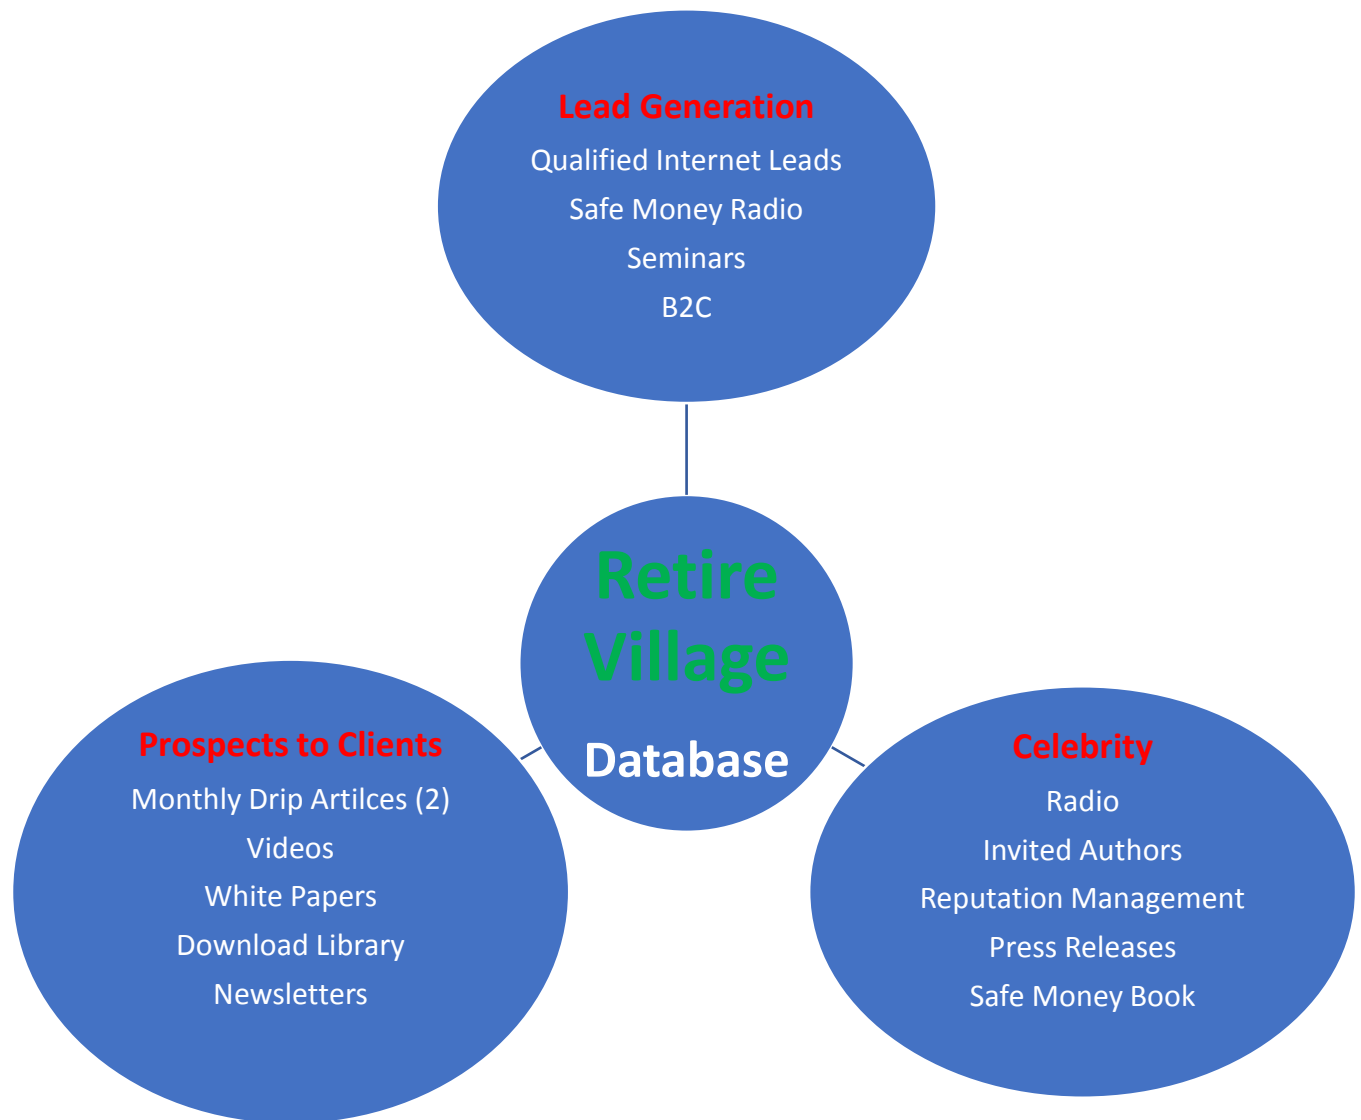 Lead Generation
Qualified Internet Leads
Safe Money Radio
Seminars
B2C
Retire
Village
Database
Prospects to Clients
Monthly Drip Artilces (2)
Videos
White Papers
Download Library
Newsletters
Celebrity
Radio
Invited Authors
Reputation Management
Press Releases
Safe Money Book